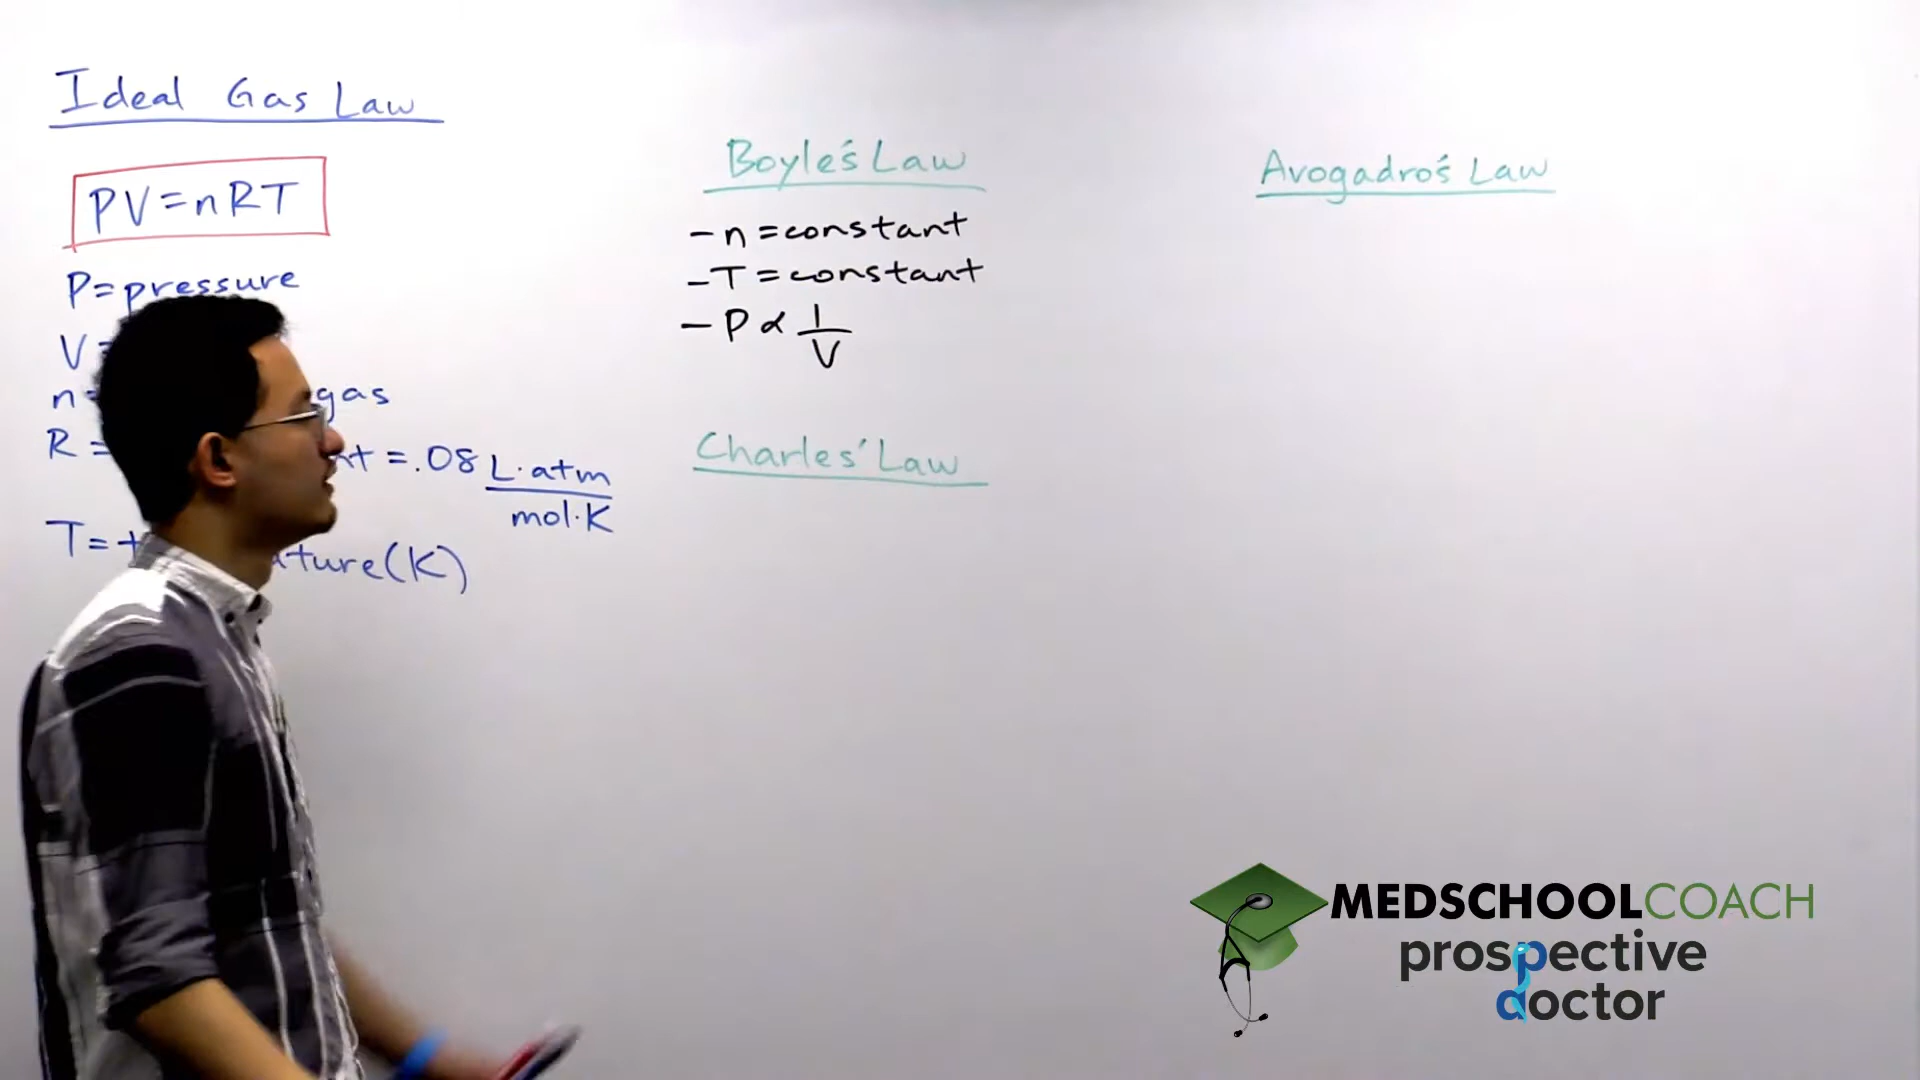 Ideal Gas Law
PV=nRT
P=pressure
V=
n= gas
R= =.08 L·atm
mol·K
T= (K)
Boyle's Law
-n=constant
-T=constant
-P∝1
V
Charles' Law
Avogadro's Law
MEDSCHOOLCOACH
prospective
doctor